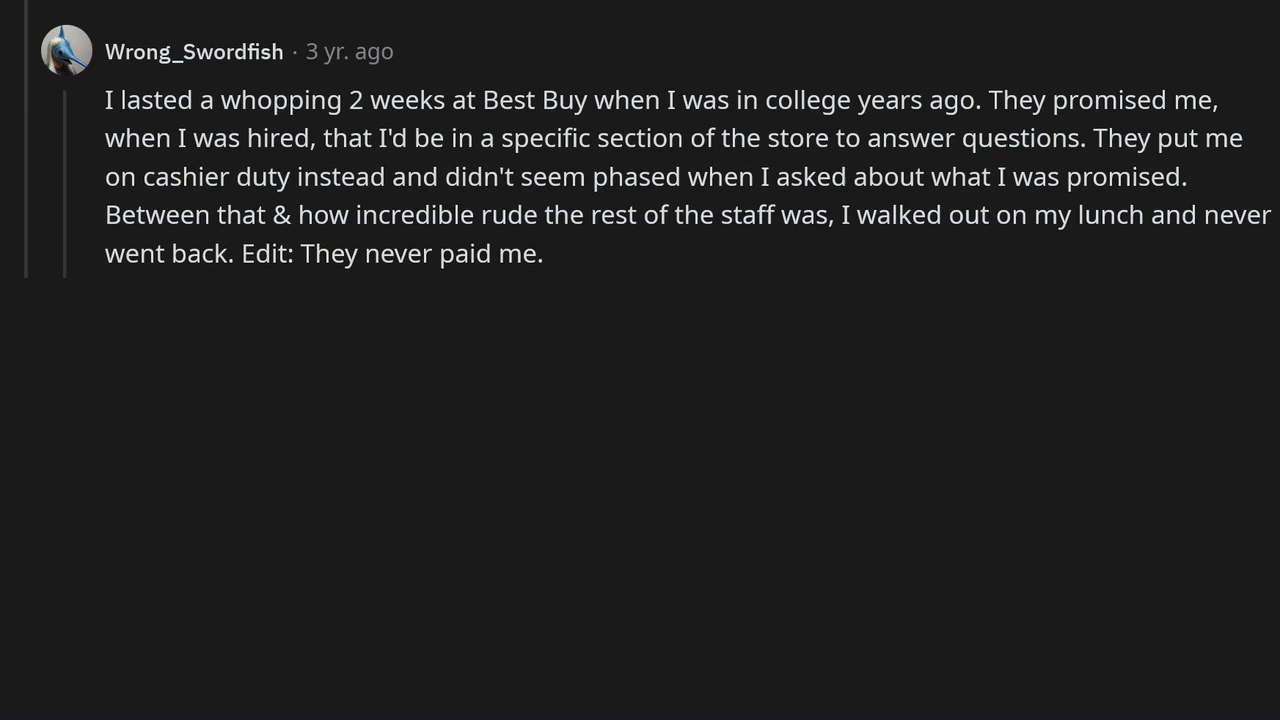 Wrong_Swordfish · 3 yr. ago
I lasted a whopping 2 weeks at Best Buy when I was in college years ago. They promised me,
when I was hired, that I'd be in a specific section of the store to answer questions. They put me
on cashier duty instead and didn't seem phased when I asked about what I was promised.
Between that & how incredible rude the rest of the staff was, I walked out on my lunch and never
went back. Edit: They never paid me.